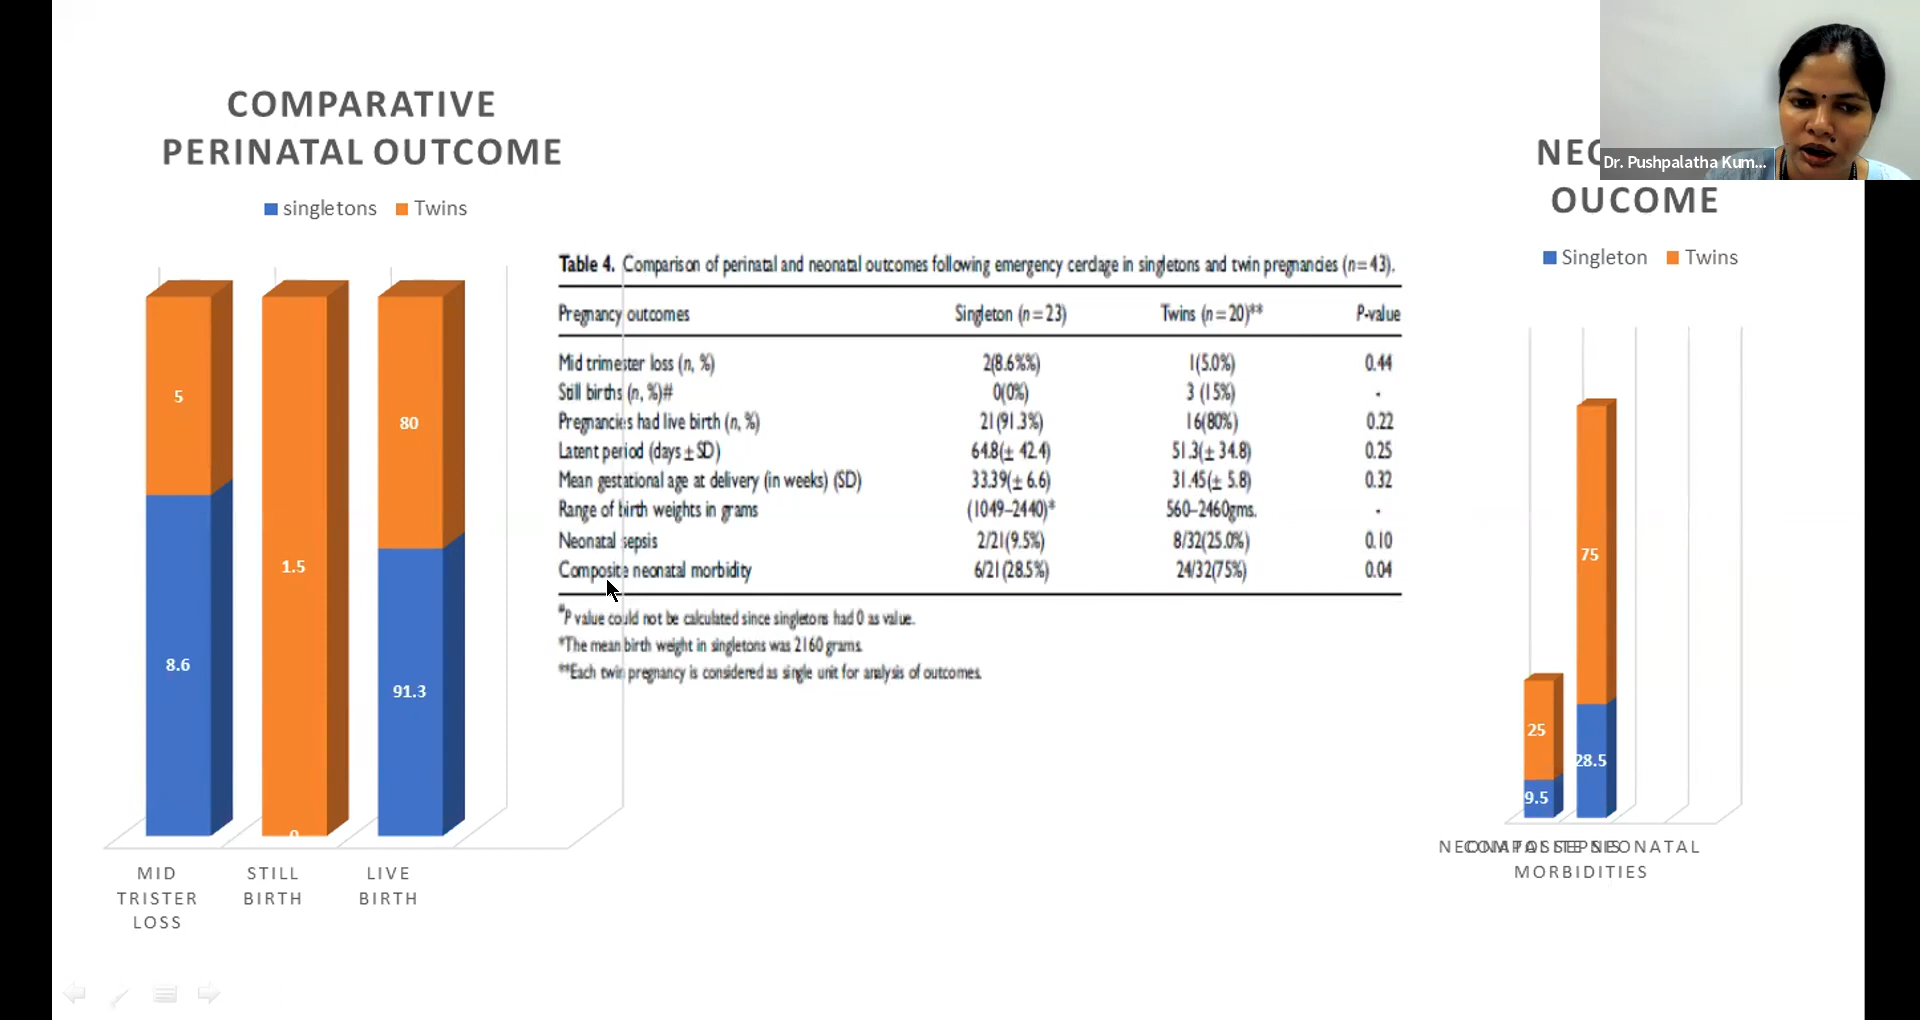 COMPARATIVE
PERINATAL OUTCOME
singletons Twins
5
1.5
80
8.6
0
91.3
MID
TRISTER
LOSS
STILL
BIRTH
LIVE
BIRTH
Table 4. Comparison of perinatal and neonatal outcomes following emergency cerclage in singletons and twin pregnancies (n=43).
Pregnancy outcomes Singleton (n=23) Twins (n=20)** P-value
Mid trimester loss (n, %) 2(8.6%%) 1(5.0%) 0.44
Still births (n, %)# 0(0%) 3 (15%) -
Pregnancies had live birth (n, %) 21(91.3%) 16(80%) 0.22
Latent period (days ± SD) 64.8(± 42.4) 51.3(± 34.8) 0.25
Mean gestational age at delivery (in weeks) (SD) 33.39(± 6.6) 31.45(± 5.8) 0.32
Range of birth weights in grams (1049–2440)* 560–2460gms. -
Neonatal sepsis 2/21(9.5%) 8/32(25.0%) 0.10
Composite neonatal morbidity 6/21(28.5%) 24/32(75%) 0.04
#P value could not be calculated since singletons had 0 as value.
*The mean birth weight in singletons was 2160 grams.
**Each twin pregnancy is considered as single unit for analysis of outcomes.
Dr. Pushpalatha Kum...
OUCOME
Singleton Twins
75
25
28.5
9.5
NEONATAL SEPSIS
COMPOSITE NEONATAL
MORBIDITIES